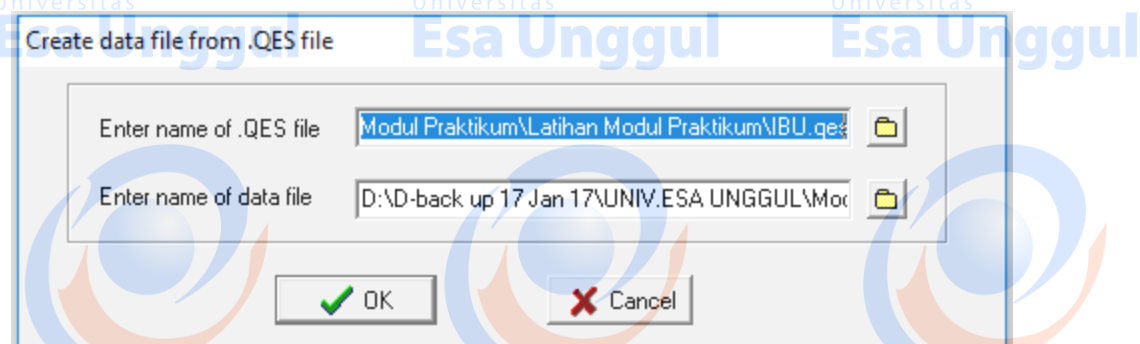 Universitas Universitas Universitas
Esa Unggul Esa Unggul Esa Unggul
Create data file from .QES file
Enter name of .QES file Modul Praktikum\Latihan Modul Praktikum\IBU.qes
Enter name of data file D:\D-back up 17 Jan 17\UNIV.ESA UNGGUL\Moc
OK Cancel